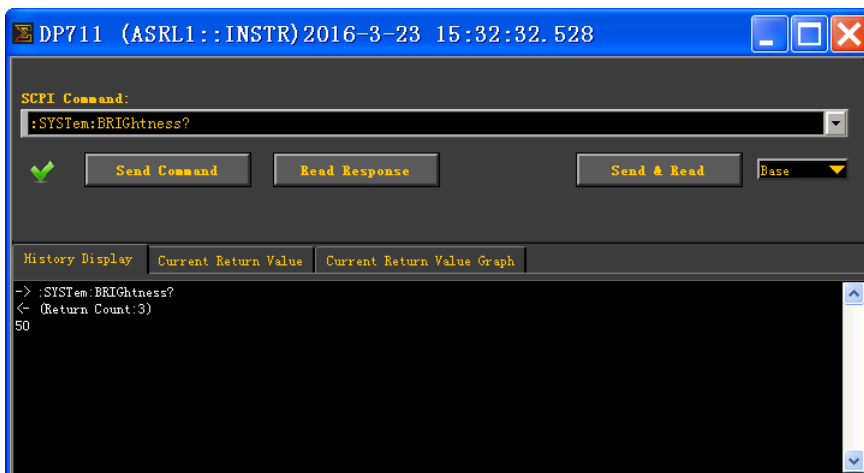 DP711 (ASRL1::INSTR)2016-3-23 15:32:32.528
SCPI Command:
:SYSTem:BRIGhtness?
Send Command Read Response Send & Read Base
History Display Current Return Value Current Return Value Graph
-> :SYSTem:BRIGhtness?
<- (Return Count:3)
50